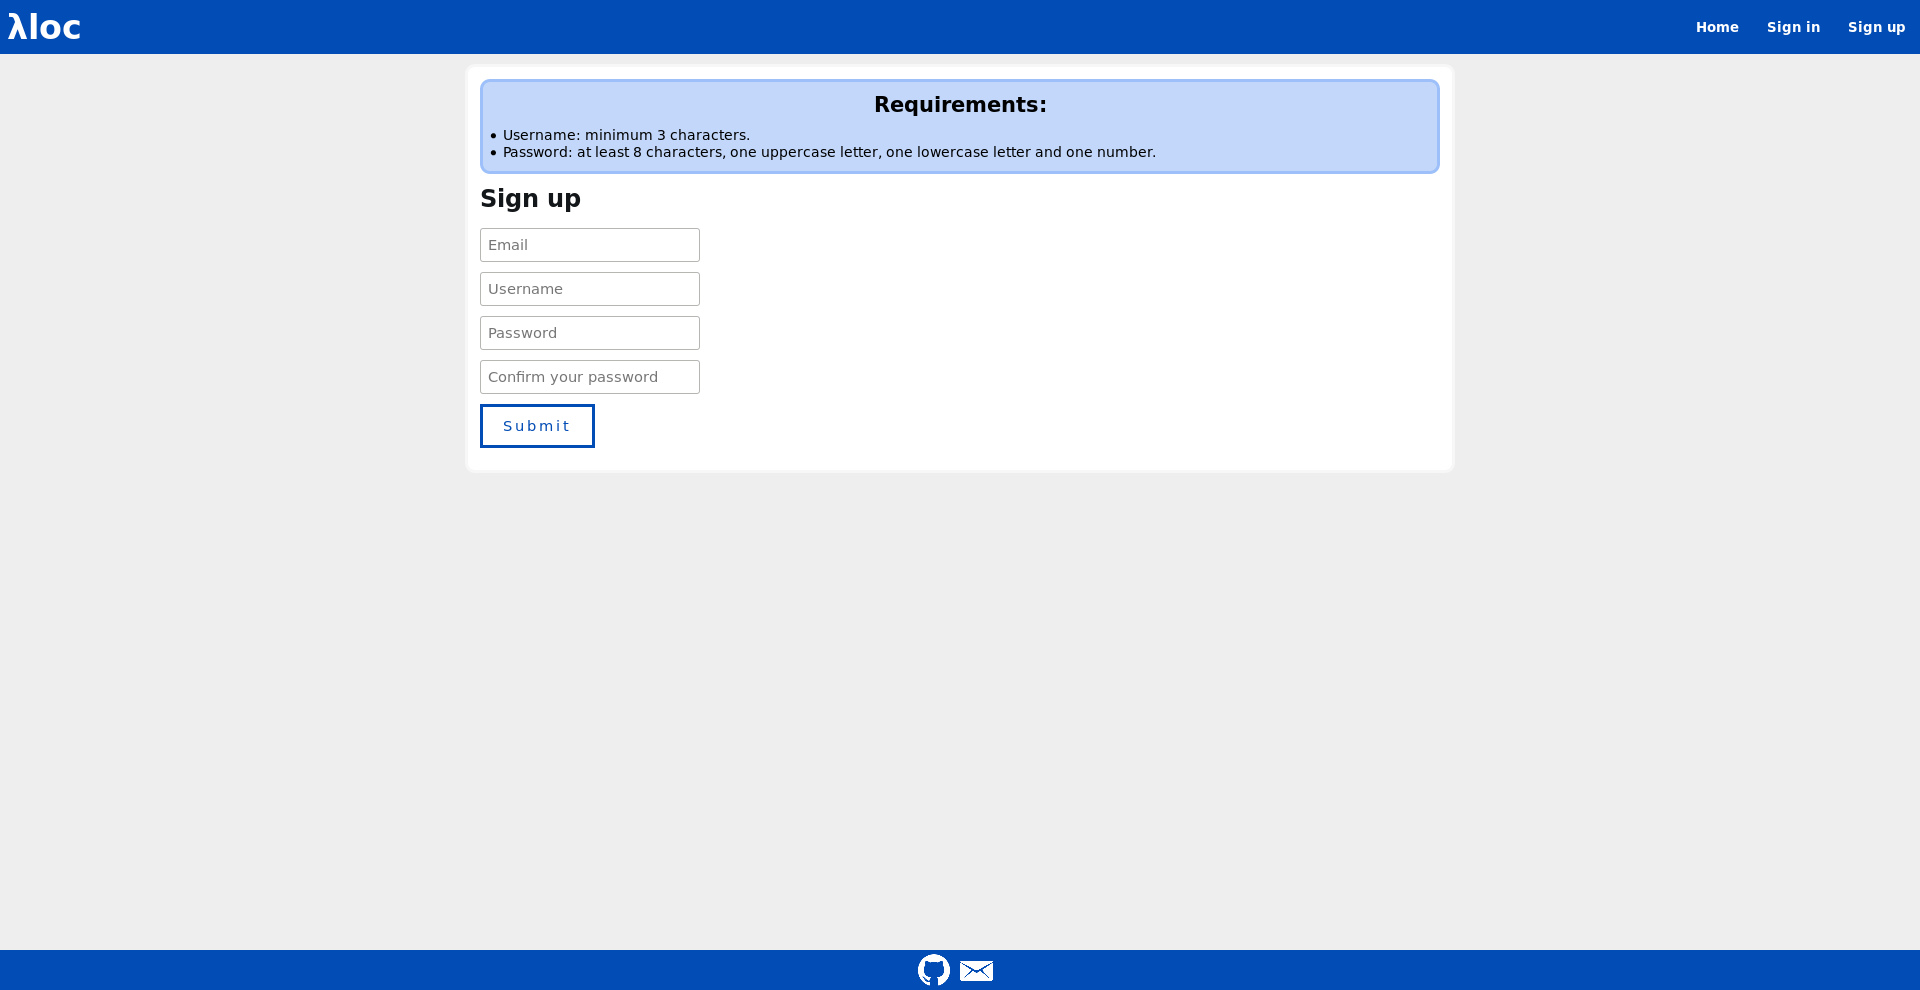 λloc
Home
Sign in
Sign up
Requirements:
Username: minimum 3 characters.
Password: at least 8 characters, one uppercase letter, one lowercase letter and one number.
Sign up
Email
Username
Password
Confirm your password
Submit